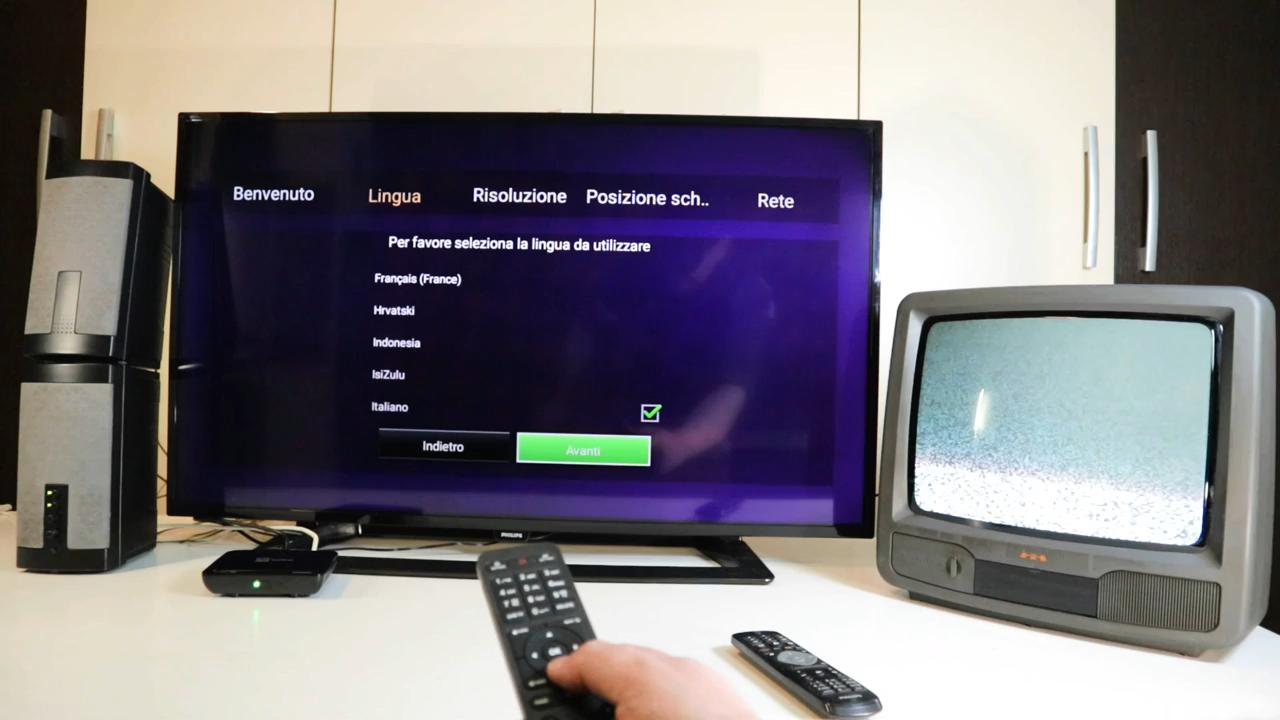 Benvenuto Lingua Risoluzione Posizione sch.. Rete
Per favore seleziona la lingua da utilizzare
Français (France)
Hrvatski
Indonesia
IsiZulu
Italiano
Indietro Avanti
PHILIPS